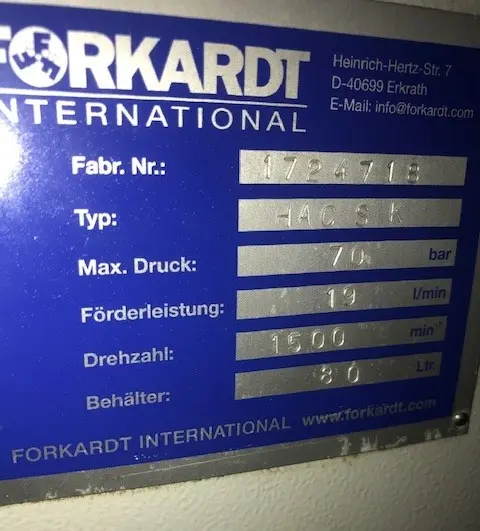 FORKARDT
INTERNATIONAL
Heinrich-Hertz-Str. 7
D-40699 Erkrath
E-Mail: info@forkardt.com
Fabr. Nr.: 1724718
Typ: HAC S K
Max. Druck: 70 bar
Förderleistung: 19 l/min
Drehzahl: 1500 min
Behälter: 80 Ltr.
FORKARDT INTERNATIONAL www.forkardt.com